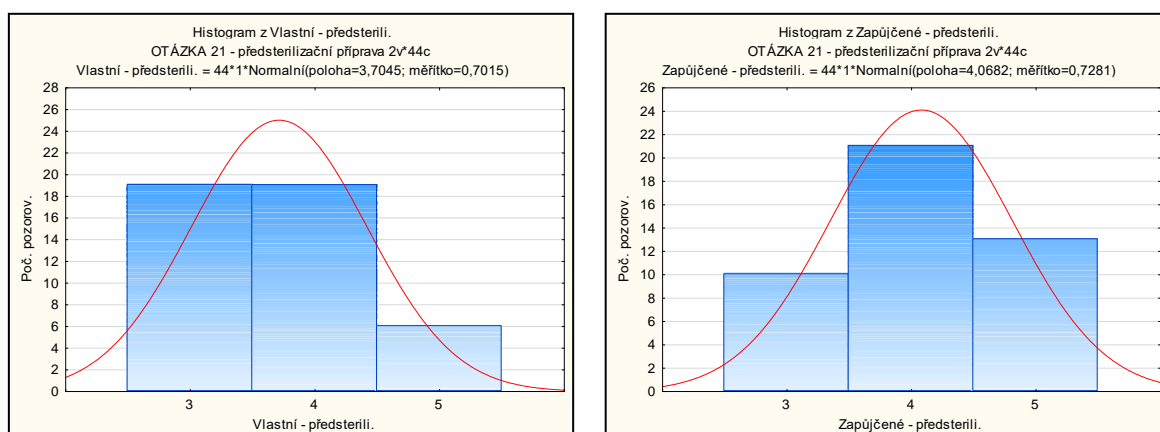 Histogram z Vlastní - předsterili.
OTÁZKA 21 - předsterilizační příprava 2v*44c
Vlastní - předsterili. = 44*1*Normalní(poloha=3,7045; měřítko=0,7015)
28
26
24
22
20
18
16
14
12
10
8
6
4
2
0
Poč. pozorov.
3 4 5
Vlastní - předsterili.
Histogram z Zapůjčené - předsterili.
OTÁZKA 21 - předsterilizační příprava 2v*44c
Zapůjčené - předsterili. = 44*1*Normalní(poloha=4,0682; měřítko=0,7281)
26
24
22
20
18
16
14
12
10
8
6
4
2
0
Poč. pozorov.
3 4 5
Zapůjčené - předsterili.